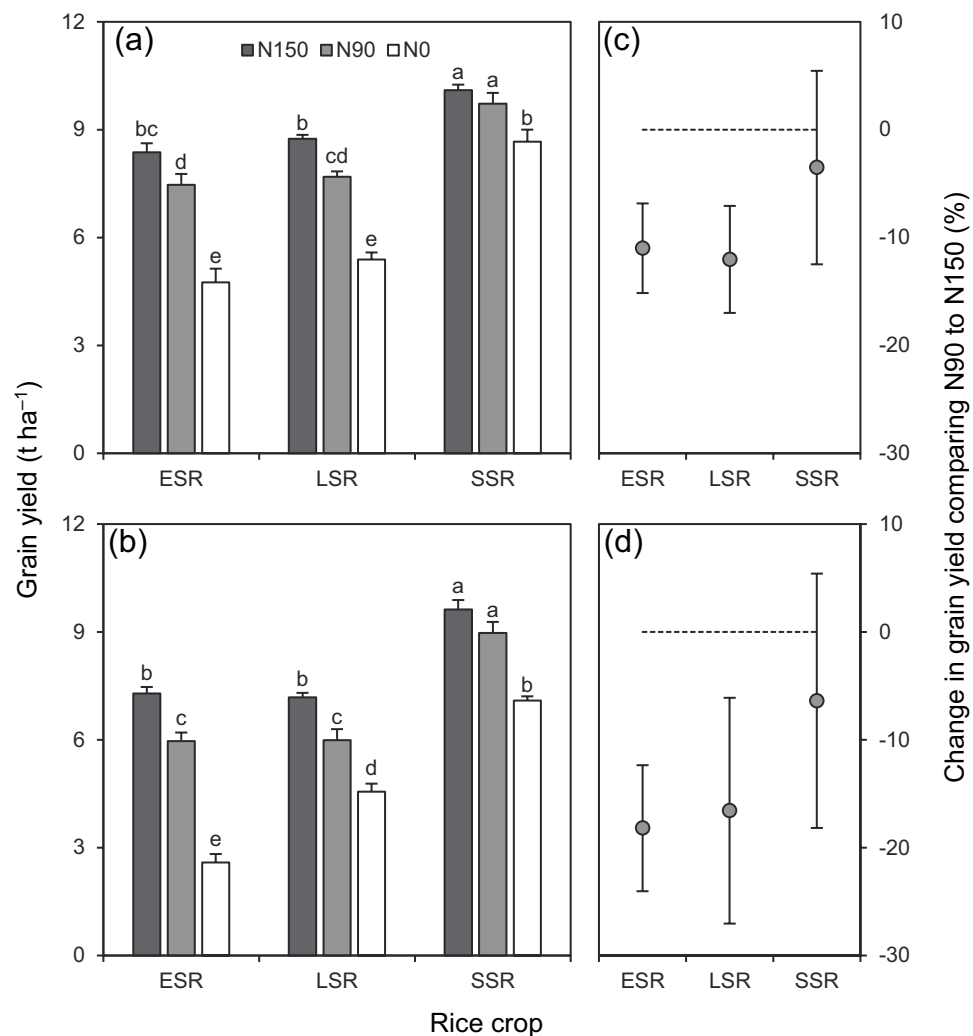 (a)
N150 N90 N0
12
9
6
3
0
bc d e b cd e a a b
ESR LSR SSR
(c)
10
0
-10
-20
-30
ESR LSR SSR
(b)
12
9
6
3
0
b c e b c d a a b
ESR LSR SSR
(d)
10
0
-10
-20
-30
ESR LSR SSR
Grain yield (t ha⁻¹)
Change in grain yield comparing N90 to N150 (%)
Rice crop